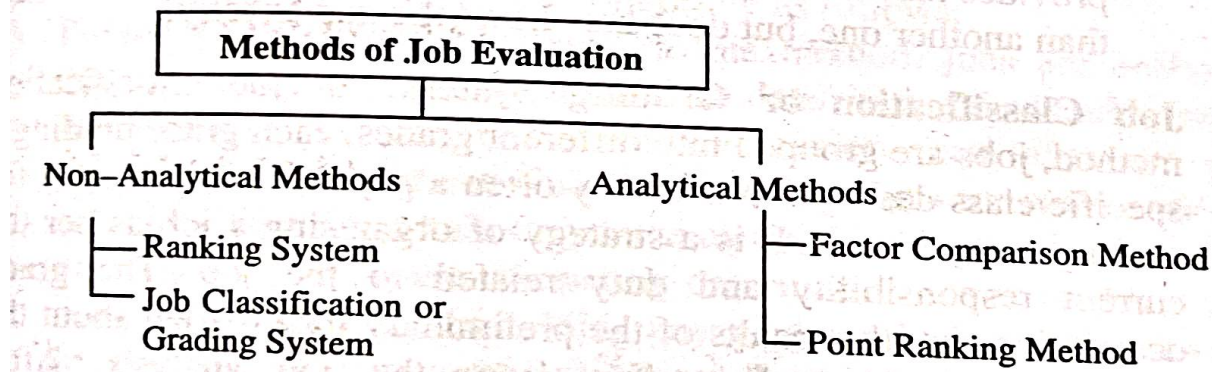 Methods of Job Evaluation
Non–Analytical Methods
Analytical Methods
Ranking System
Factor Comparison Method
Job Classification or
Grading System
Point Ranking Method